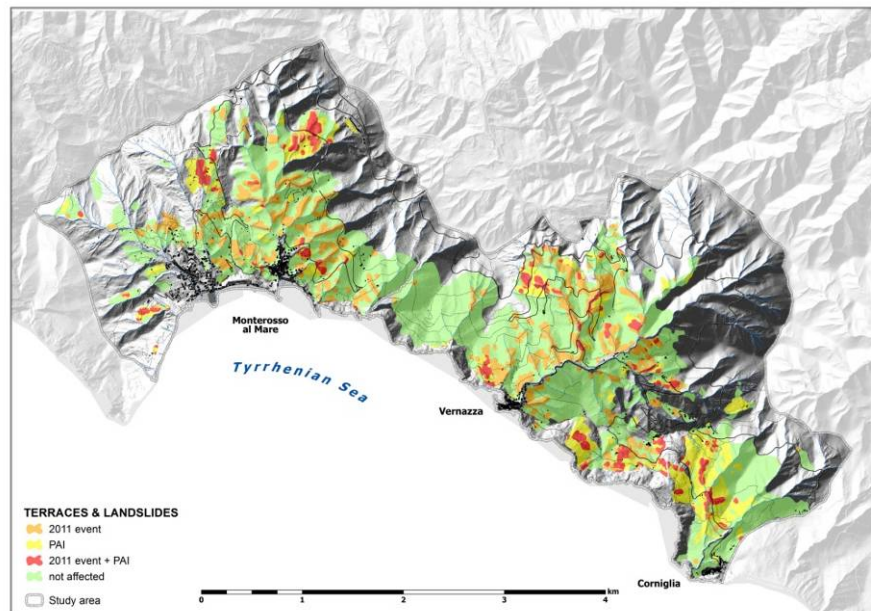 Monterosso
al Mare
Tyrrhenian Sea
Vernazza
TERRACES & LANDSLIDES
2011 event
PAI
2011 event + PAI
not affected
Study area
km
0 1 2 3 4
Corniglia